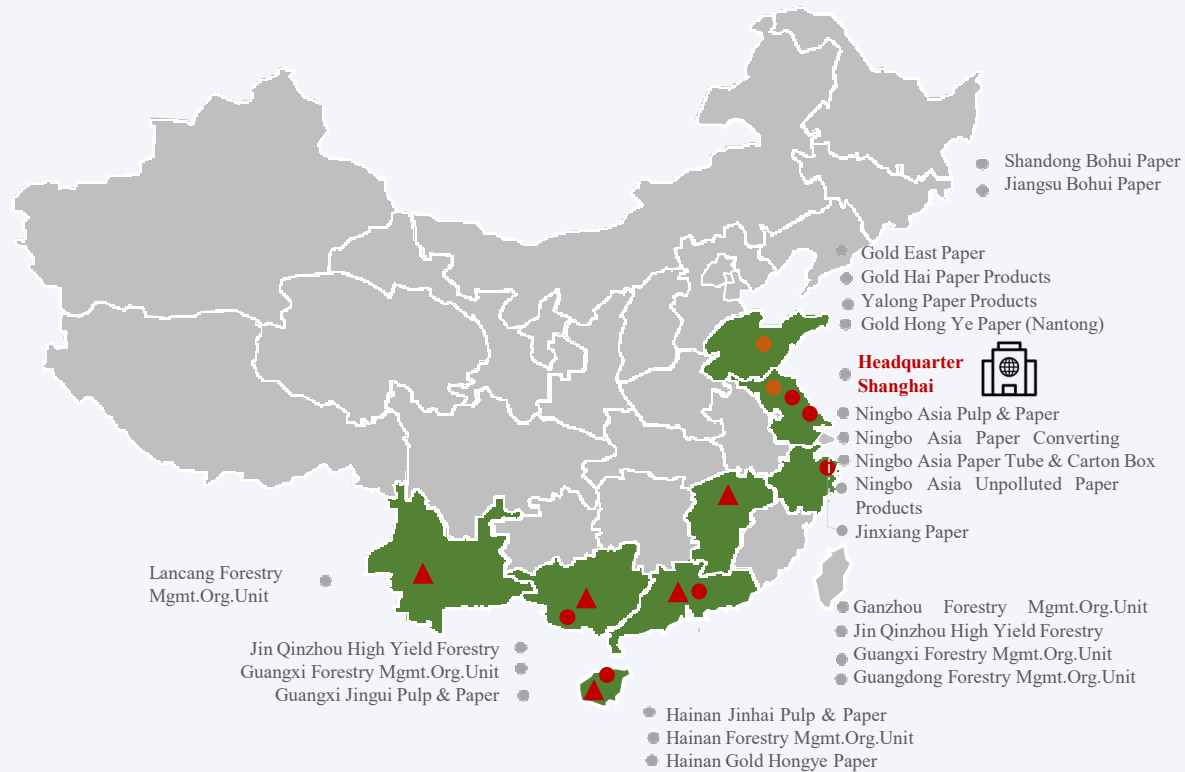 Shandong Bohui Paper
Jiangsu Bohui Paper
Gold East Paper
Gold Hai Paper Products
Yalong Paper Products
Gold Hong Ye Paper (Nantong)
Headquarter
Shanghai
Ningbo Asia Pulp & Paper
Ningbo Asia Paper Converting
Ningbo Asia Paper Tube & Carton Box
Ningbo Asia Unpolluted Paper
Products
Jinxiang Paper
Lancang Forestry
Mgmt.Org.Unit
Ganzhou Forestry Mgmt.Org.Unit
Jin Qinzhou High Yield Forestry
Guangxi Forestry Mgmt.Org.Unit
Guangdong Forestry Mgmt.Org.Unit
Jin Qinzhou High Yield Forestry
Guangxi Forestry Mgmt.Org.Unit
Guangxi Jingui Pulp & Paper
Hainan Jinhai Pulp & Paper
Hainan Forestry Mgmt.Org.Unit
Hainan Gold Hongye Paper